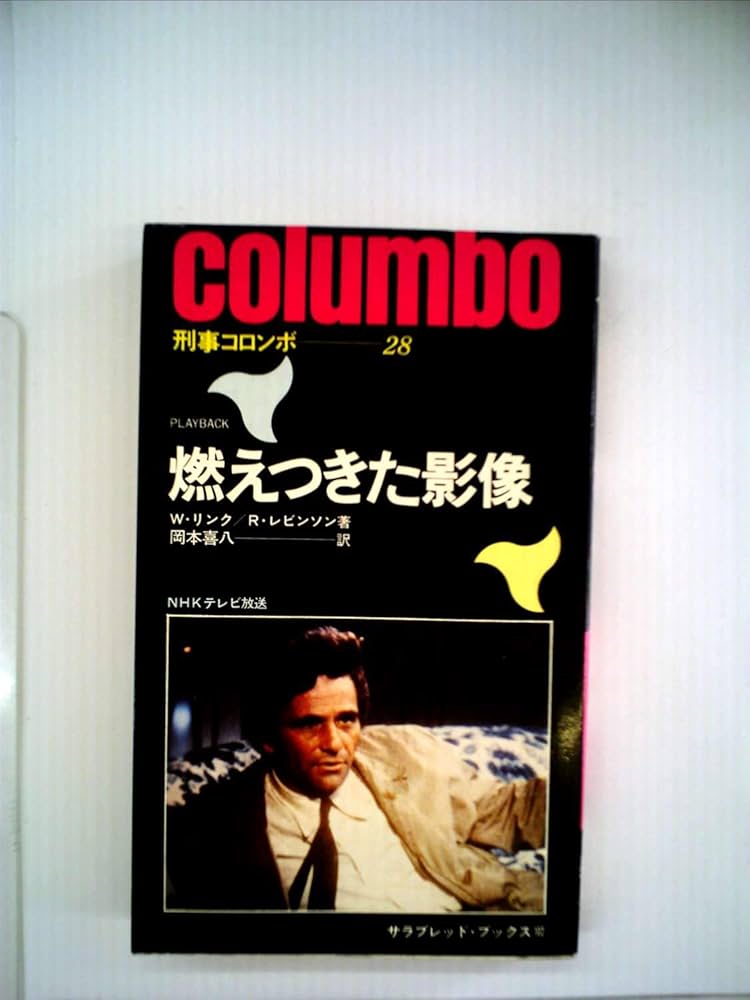 columbo
刑事コロンボ 28
PLAYBACK
燃えつきた影像
W・リンク/R・レビンソン著
岡本喜八 訳
NHKテレビ放送
サラブレッド・ブックス